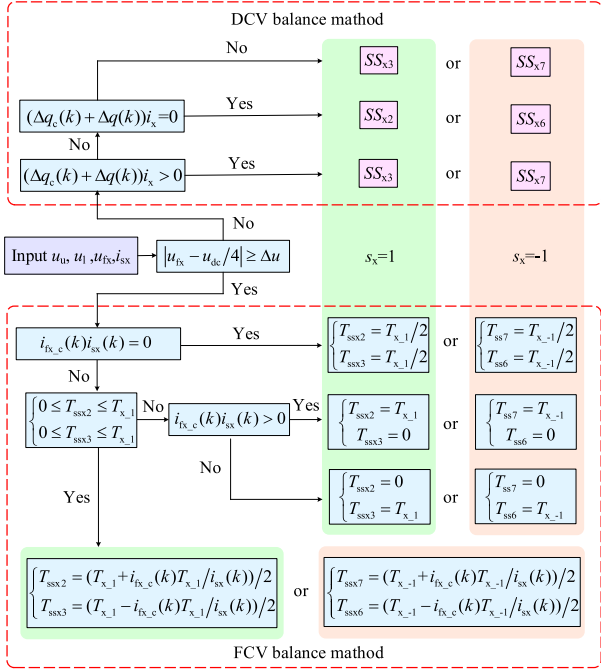 DCV balance mathod
No
SSx3 or SSx7
(Δqc(k)+Δq(k))ix=0
Yes
SSx2 or SSx6
No
(Δqc(k)+Δq(k))ix>0
Yes
SSx3 or SSx7
No
Input uu, ul ,ufx,isx
|ufx − udc/4| ≥ Δu
sx=1
sx=-1
Yes
ifx_c(k)isx(k)=0
Yes
{Tssx2 = Tx_1/2 or {Tss7 = Tx_-1/2
Tssx3 = Tx_1/2 Tss6 = Tx_-1/2
No
{0 ≤ Tssx2 ≤ Tx_1
0 ≤ Tssx3 ≤ Tx_1
No
ifx_c(k)isx(k)>0
Yes
{Tssx2 = Tx_1 or {Tss7 = Tx_-1
Tssx3 = 0 Tss6 = 0
No
{Tssx2 = 0 or {Tss7 = 0
Tssx3 = Tx_1 Tss6 = Tx_-1
Yes
{Tssx2 = (Tx_1+ifx_c(k)Tx_1/isx(k))/2 or {Tssx7 = (Tx_-1+ifx_c(k)Tx_-1/isx(k))/2
Tssx3 = (Tx_1−ifx_c(k)Tx_1/isx(k))/2 Tssx6 = (Tx_-1−ifx_c(k)Tx_-1/isx(k))/2
FCV balance mathod